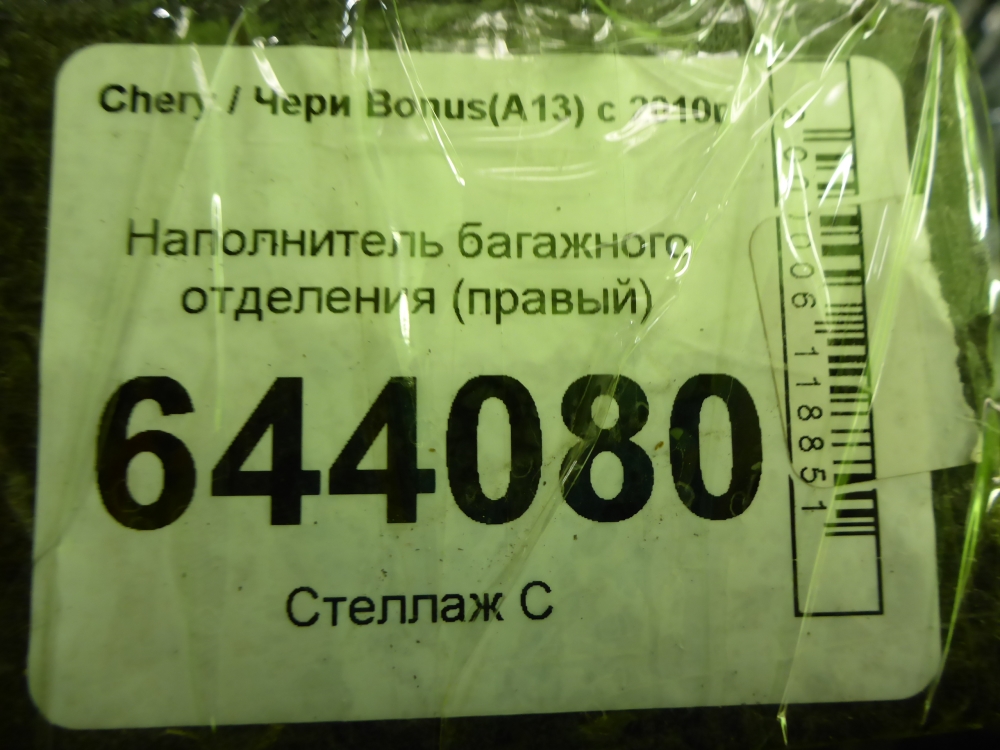 Chery / Чери Bonus(A13) с 2010г
Наполнитель багажного
отделения (правый)
644080
Стеллаж С